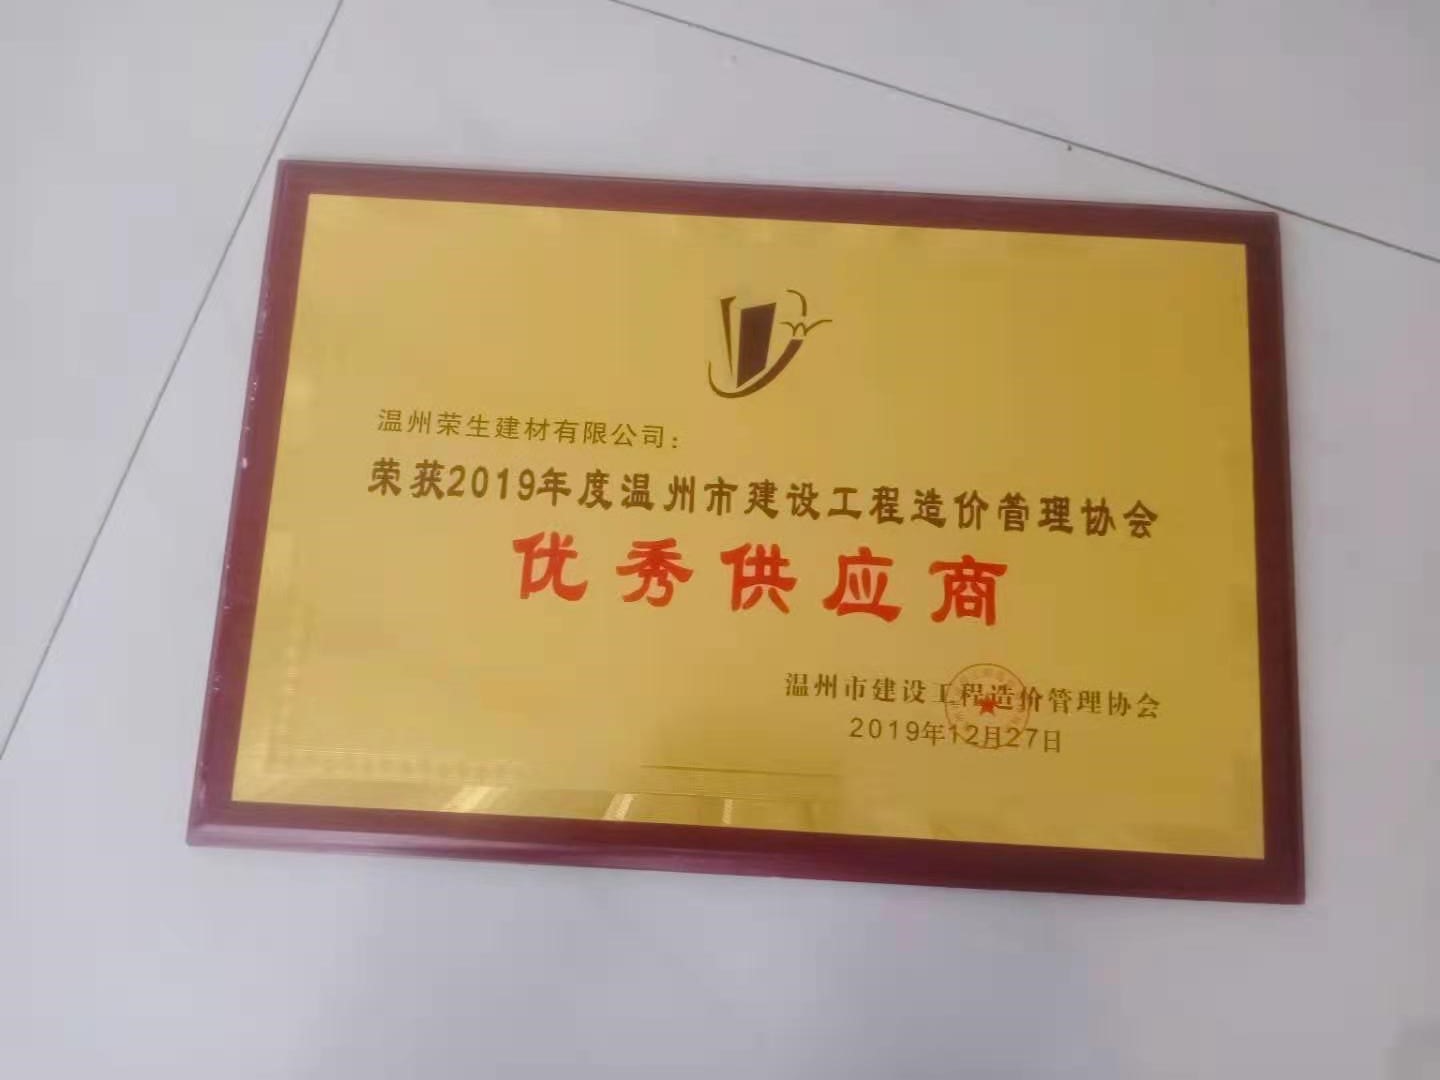 温州荣生建材有限公司：
荣获2019年度温州市建设工程造价管理协会
优秀供应商
温州市建设工程造价管理协会
2019年12月27日